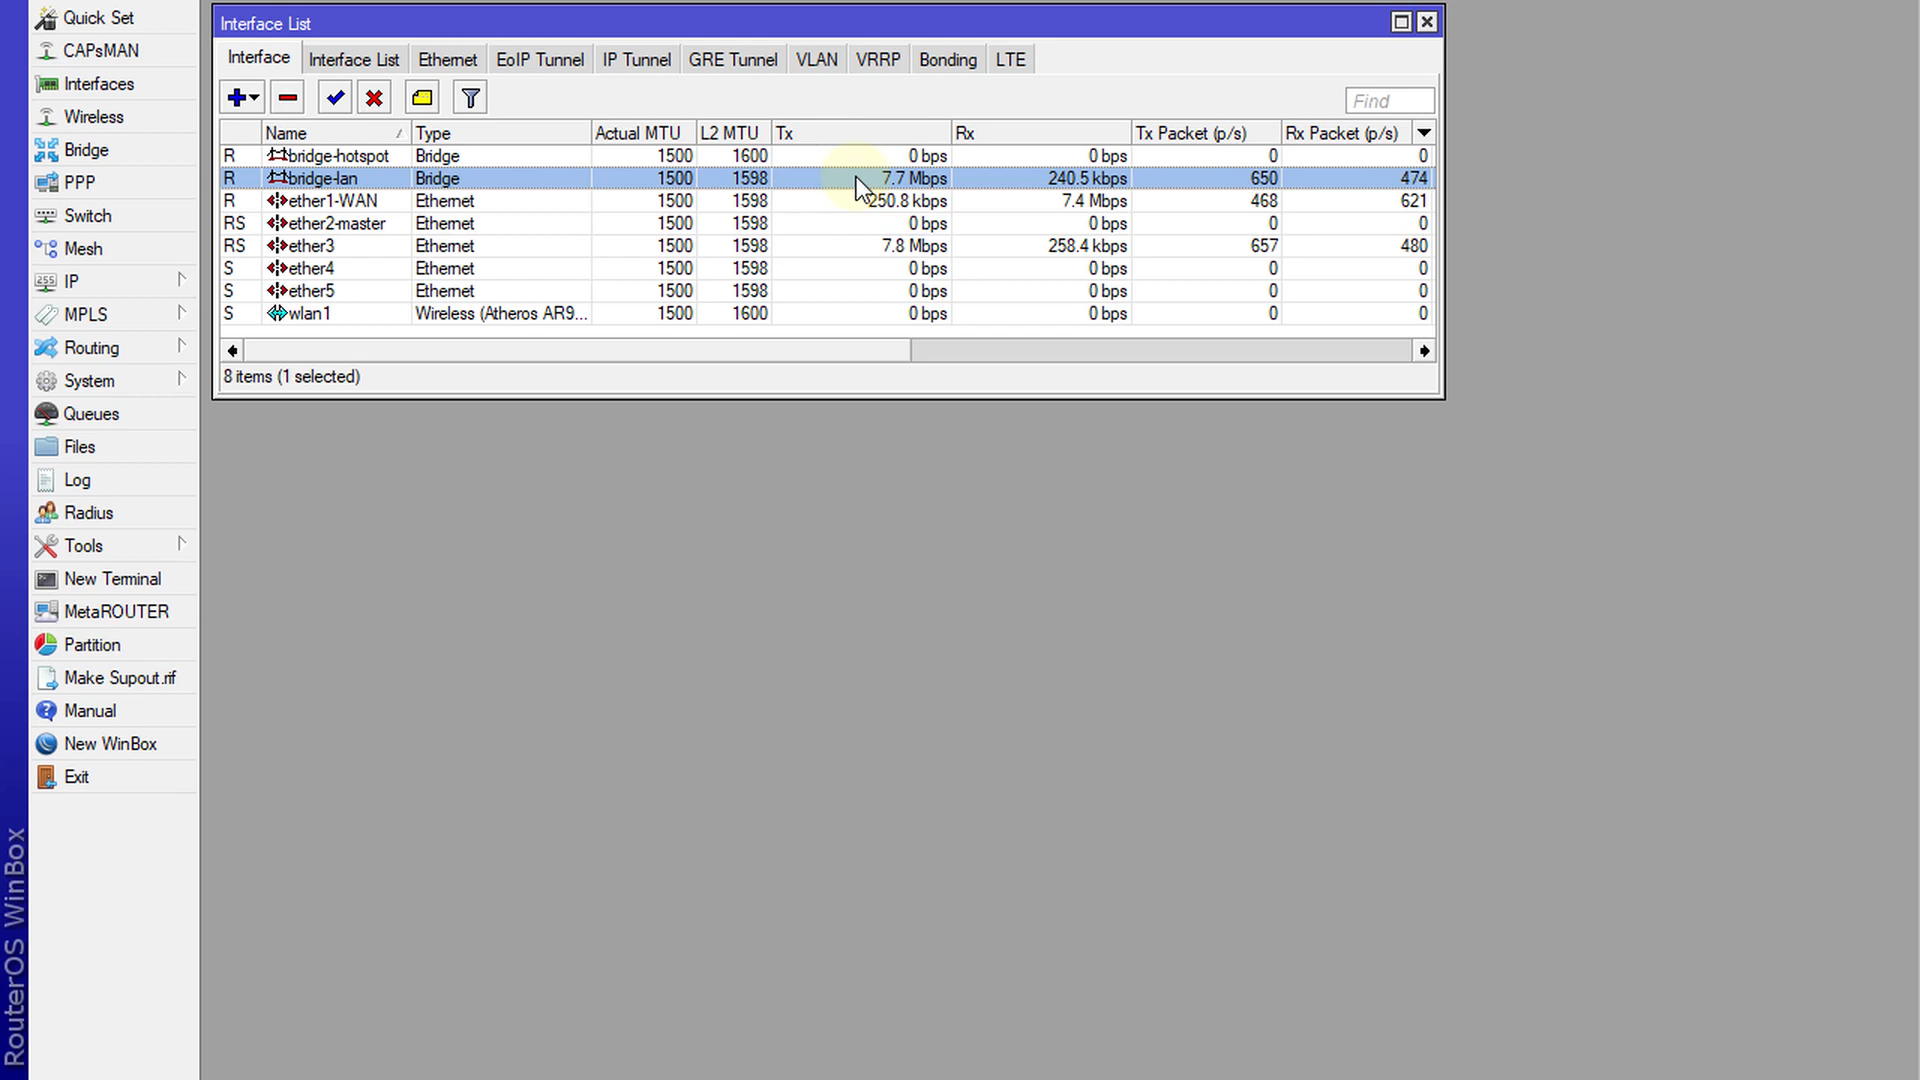 Quick Set
CAPsMAN
Interfaces
Wireless
Bridge
PPP
Switch
Mesh
255 IP
MPLS
Routing
System
Queues
Files
Log
Radius
Tools
New Terminal
MetaROUTER
Partition
Make Supout.rif
Manual
New WinBox
Exit
RouterOS WinBox
Interface List
Interface Interface List Ethernet EoIP Tunnel IP Tunnel GRE Tunnel VLAN VRRP Bonding LTE
Find
Name Type Actual MTU L2 MTU Tx Rx Tx Packet (p/s) Rx Packet (p/s)
R bridge-hotspot Bridge 1500 1600 0 bps 0 bps 0 0
R bridge-lan Bridge 1500 1598 7.7 Mbps 240.5 kbps 650 474
R ether1-WAN Ethernet 1500 1598 250.8 kbps 7.4 Mbps 468 621
RS ether2-master Ethernet 1500 1598 0 bps 0 bps 0 0
RS ether3 Ethernet 1500 1598 7.8 Mbps 258.4 kbps 657 480
S ether4 Ethernet 1500 1598 0 bps 0 bps 0 0
S ether5 Ethernet 1500 1598 0 bps 0 bps 0 0
S wlan1 Wireless (Atheros AR9... 1500 1600 0 bps 0 bps 0 0
8 items (1 selected)